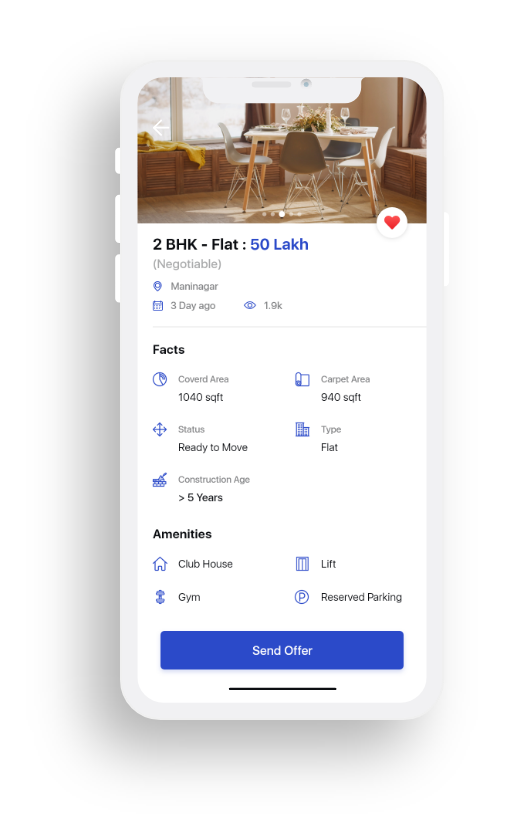 2 BHK - Flat : 50 Lakh
(Negotiable)
Maninagar
3 Day ago 1.9k
Facts
Coverd Area Carpet Area
1040 sqft 940 sqft
Status Type
Ready to Move Flat
Construction Age
> 5 Years
Amenities
Club House Lift
Gym Reserved Parking
Send Offer